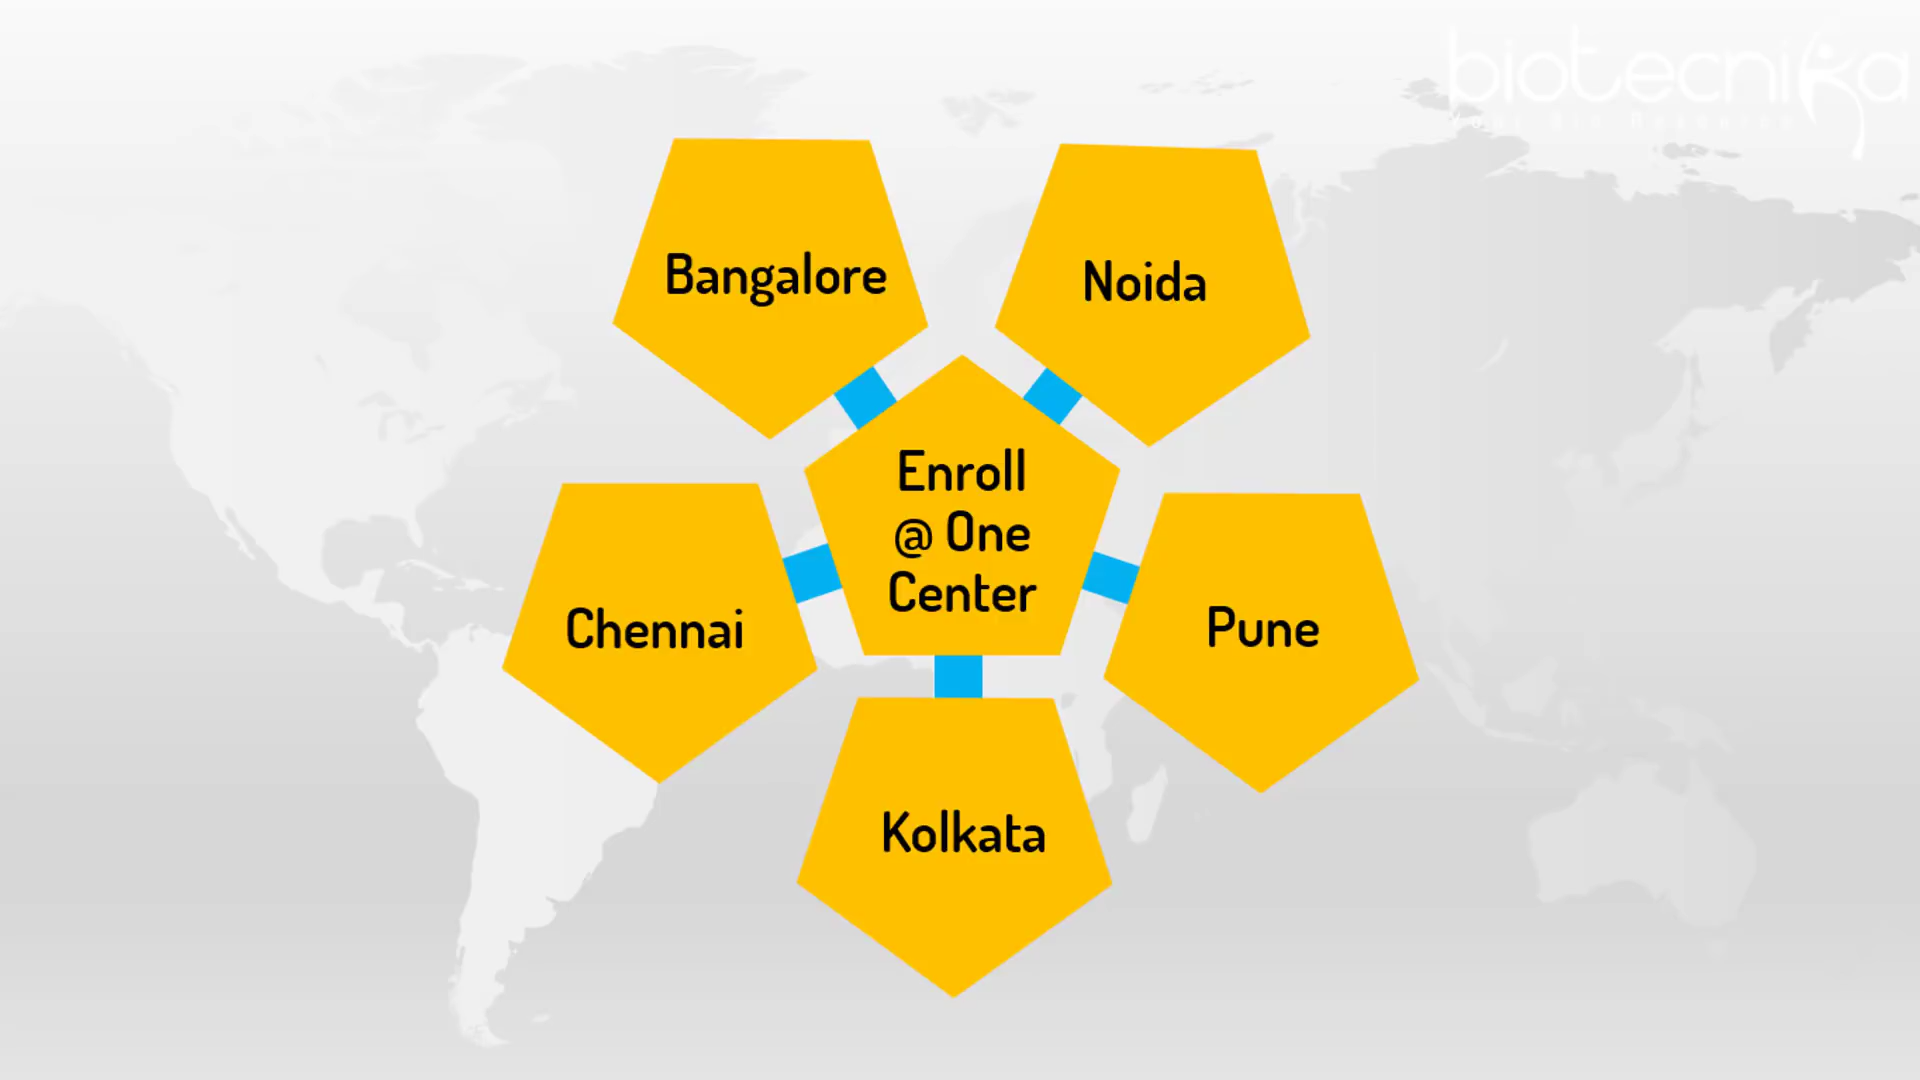 biotecnika
Bangalore
Noida
Enroll
@ One
Center
Chennai
Pune
Kolkata